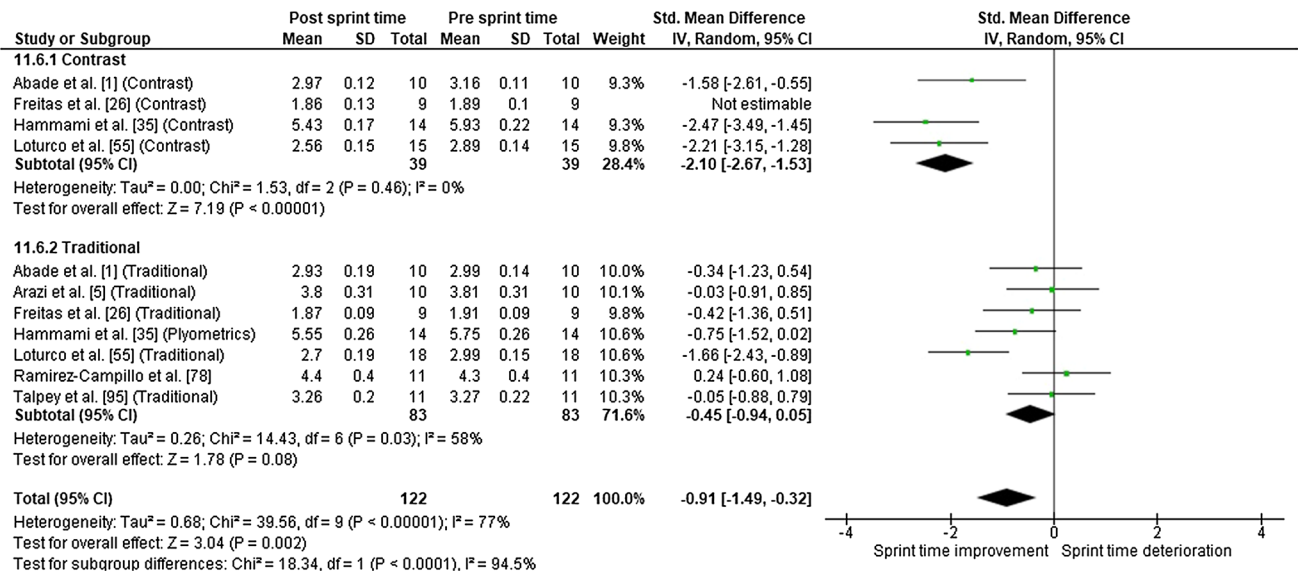 Post sprint time Pre sprint time Std. Mean Difference Std. Mean Difference
Study or Subgroup Mean SD Total Mean SD Total Weight IV, Random, 95% CI IV, Random, 95% CI
11.6.1 Contrast
Abade et al. [1] (Contrast) 2.97 0.12 10 3.16 0.11 10 9.3% -1.58 [-2.61, -0.55]
Freitas et al. [26] (Contrast) 1.86 0.13 9 1.89 0.1 9 Not estimable
Hammami et al. [35] (Contrast) 5.43 0.17 14 5.93 0.22 14 9.3% -2.47 [-3.49, -1.45]
Loturco et al. [55] (Contrast) 2.56 0.15 15 2.89 0.14 15 9.8% -2.21 [-3.15, -1.28]
Subtotal (95% CI) 39 39 28.4% -2.10 [-2.67, -1.53]
Heterogeneity: Tau² = 0.00; Chi² = 1.53, df = 2 (P = 0.46); I² = 0%
Test for overall effect: Z = 7.19 (P < 0.00001)
11.6.2 Traditional
Abade et al. [1] (Traditional) 2.93 0.19 10 2.99 0.14 10 10.0% -0.34 [-1.23, 0.54]
Arazi et al. [5] (Traditional) 3.8 0.31 10 3.81 0.31 10 10.1% -0.03 [-0.91, 0.85]
Freitas et al. [26] (Traditional) 1.87 0.09 9 1.91 0.09 9 9.8% -0.42 [-1.36, 0.51]
Hammami et al. [35] (Plyometrics) 5.55 0.26 14 5.75 0.26 14 10.6% -0.75 [-1.52, 0.02]
Loturco et al. [55] (Traditional) 2.7 0.19 18 2.99 0.15 18 10.6% -1.66 [-2.43, -0.89]
Ramirez-Campillo et al. [78] 4.4 0.4 11 4.3 0.4 11 10.3% 0.24 [-0.60, 1.08]
Talpey et al. [95] (Traditional) 3.26 0.2 11 3.27 0.22 11 10.3% -0.05 [-0.88, 0.79]
Subtotal (95% CI) 83 83 71.6% -0.45 [-0.94, 0.05]
Heterogeneity: Tau² = 0.26; Chi² = 14.43, df = 6 (P = 0.03); I² = 58%
Test for overall effect: Z = 1.78 (P = 0.08)
Total (95% CI) 122 122 100.0% -0.91 [-1.49, -0.32]
Heterogeneity: Tau² = 0.68; Chi² = 39.56, df = 9 (P < 0.00001); I² = 77%
Test for overall effect: Z = 3.04 (P = 0.002)
Test for subgroup differences: Chi² = 18.34, df = 1 (P < 0.0001), I² = 94.5%
-4 -2 0 2 4
Sprint time improvement Sprint time deterioration